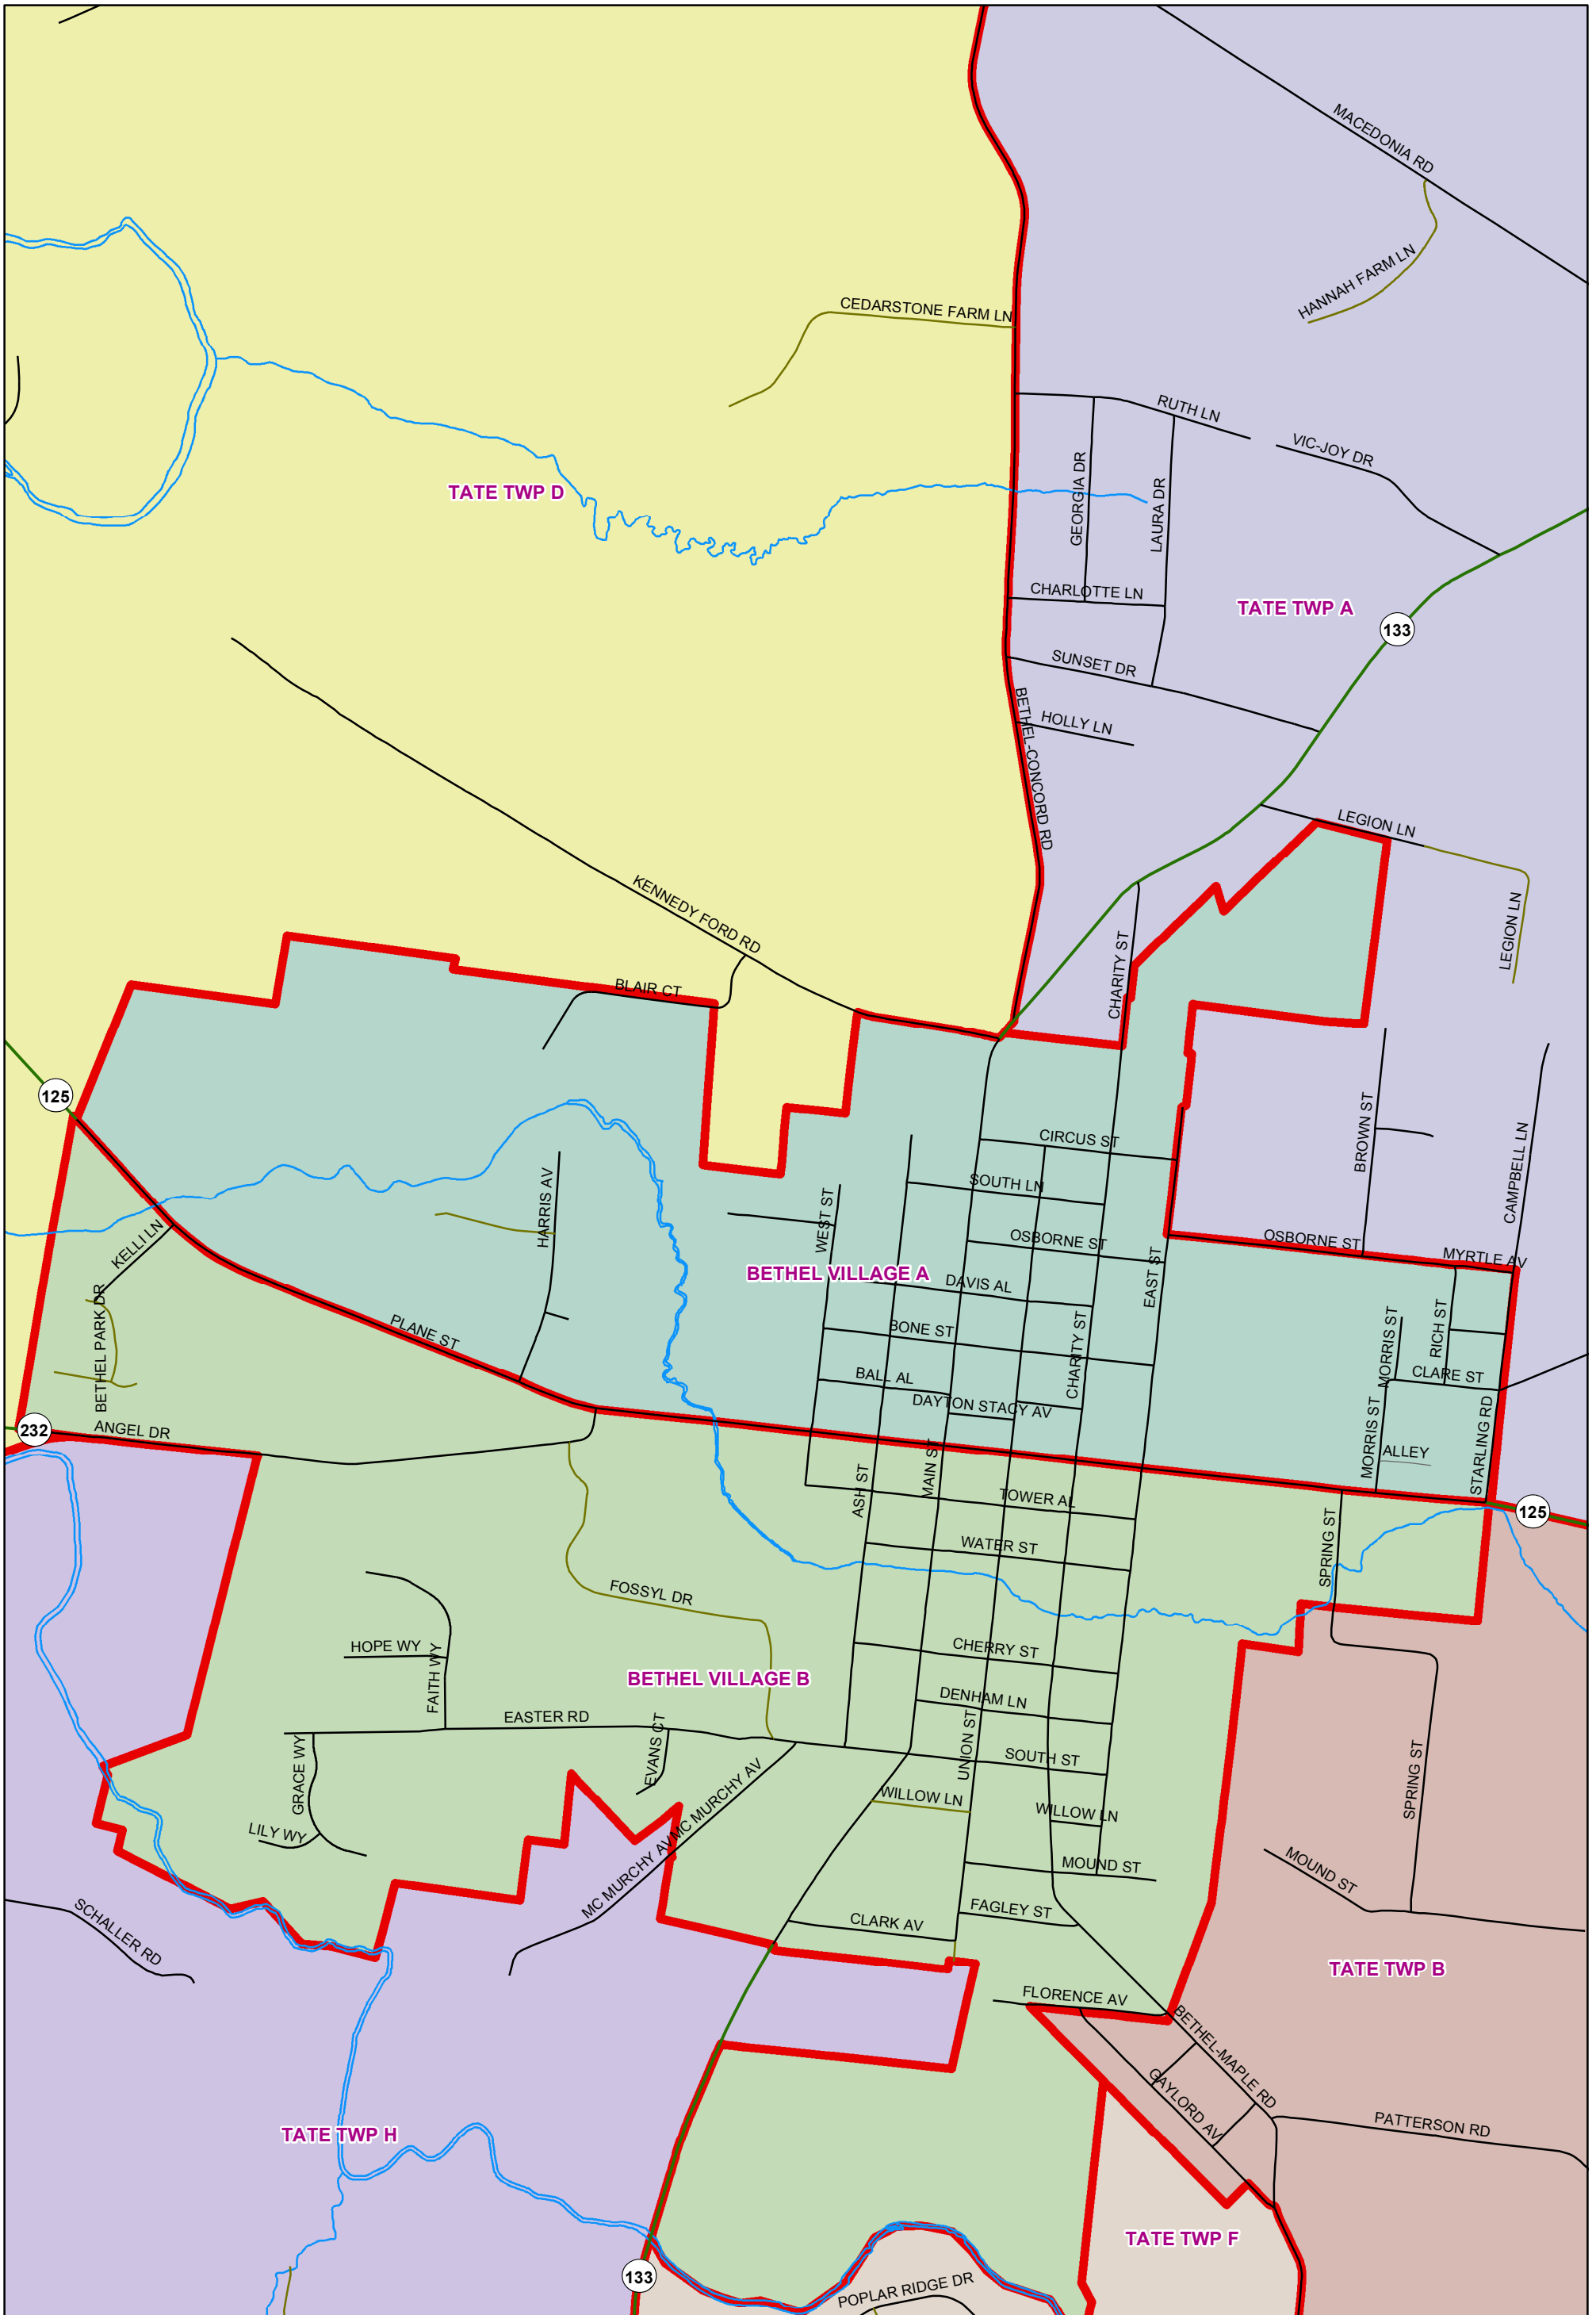 MACEDONIA RD
HANNAH FARM LN
CEDARSTONE FARM LN
RUTH LN
VIC-JOY DR
GEORGIA DR
LAURA DR
TATE TWP D
CHARLOTTE LN
TATE TWP A
133
SUNSET DR
BETHEL-CONCORD RD
HOLLY LN
LEGION LN
KENNEDY FORD RD
LEGION LN
CHARITY ST
BLAIR CT
125
CIRCUS ST
BROWN ST
CAMPBELL LN
SOUTH LN
HARRIS AV
WEST ST
KELLI LN
OSBORNE ST
OSBORNE ST
MYRTLE AV
BETHEL VILLAGE A
EAST ST
DAVIS AL
BETHEL PARK DR
PLANE ST
BONE ST
CHARITY ST
MORRIS ST
RICH ST
BALL AL
CLARE ST
DAYTON STACY AV
232
ANGEL DR
MORRIS ST
STARLING RD
ALLEY
MAIN ST
ASH ST
TOWER AL
125
WATER ST
SPRING ST
FOSSYL DR
HOPE WY
FAITH WY
CHERRY ST
BETHEL VILLAGE B
DENHAM LN
EASTER RD
EVANS CT
UNION ST
SOUTH ST
GRACE WY
MC MURCHY AV
MC MURCHY AV
WILLOW LN
WILLOW LN
SPRING ST
LILY WY
MOUND ST
MOUND ST
SCHALLER RD
CLARK AV
FAGLEY ST
TATE TWP B
FLORENCE AV
BETHEL-MAPLE RD
GAYLORD AV
PATTERSON RD
TATE TWP H
TATE TWP F
133
POPLAR RIDGE DR